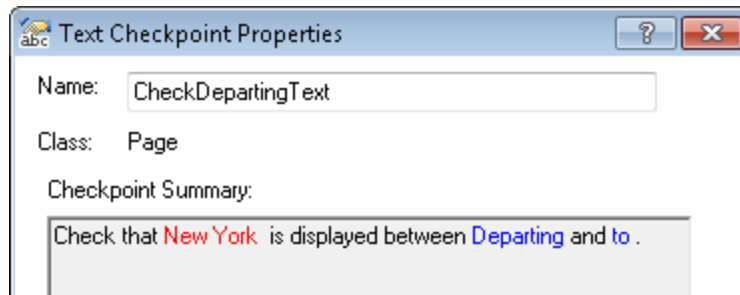 abc Text Checkpoint Properties ?
Name: CheckDepartingText
Class: Page
Checkpoint Summary:
Check that New York is displayed between Departing and to .